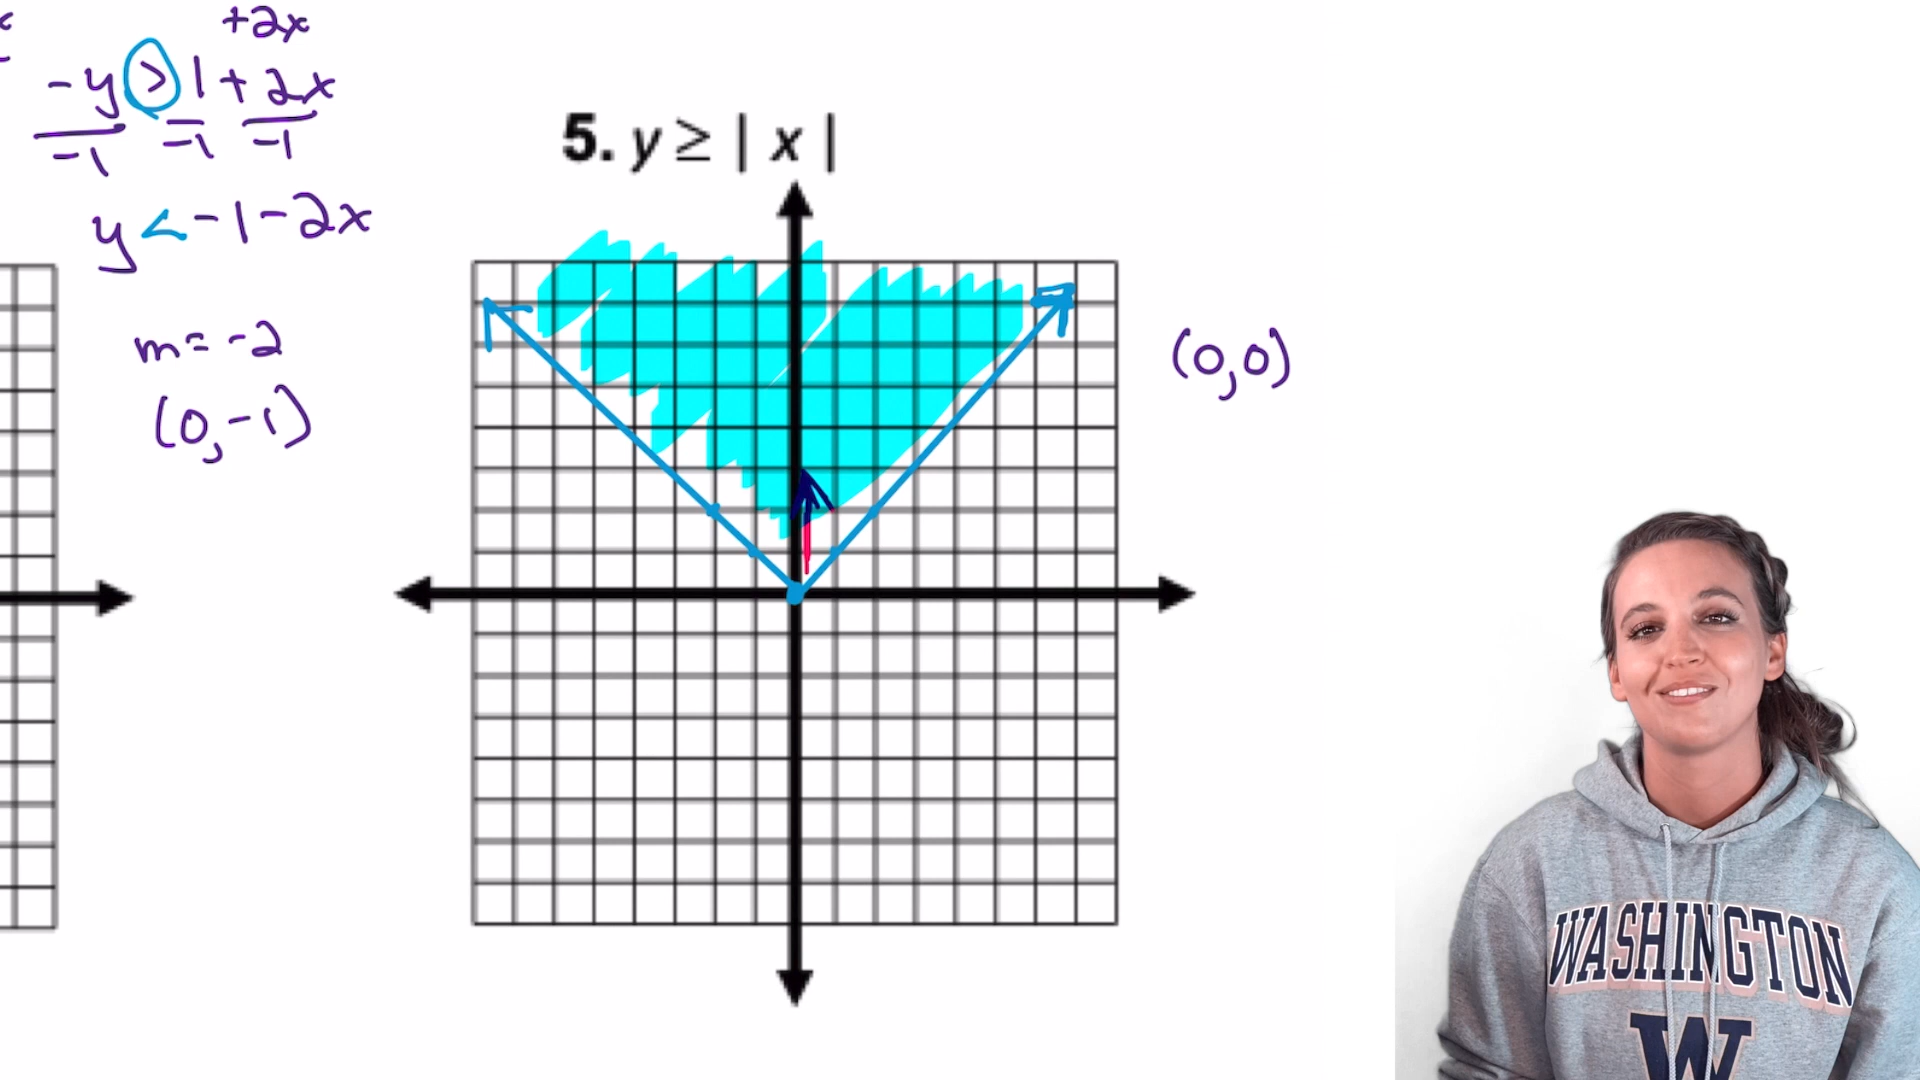 +2x
-y > 1 + 2x
-1 -1 -1
y < -1 - 2x
m = -2
(0,-1)
5. y ≥ | x |
(0,0)
WASHINGTON
W